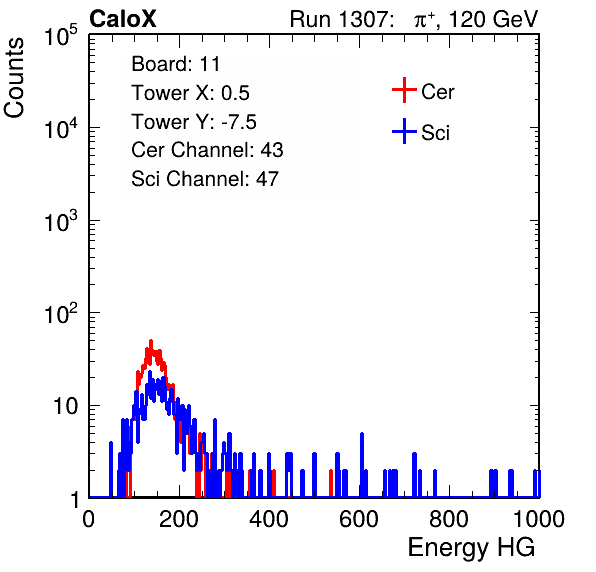 CaloX Run 1307: π⁺, 120 GeV
Counts
10⁵
10⁴
10³
10²
10
1
Board: 11
Tower X: 0.5
Tower Y: -7.5
Cer Channel: 43
Sci Channel: 47
Cer
Sci
0 200 400 600 800 1000
Energy HG